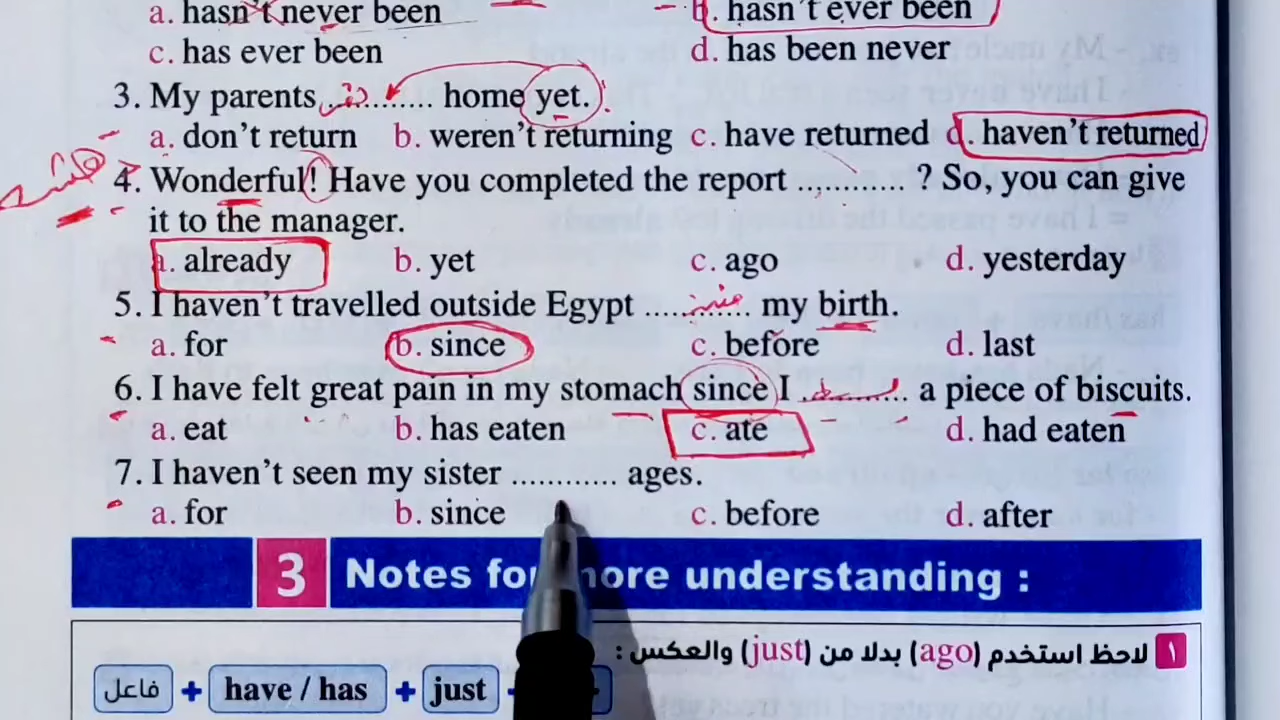 a. hasn't never been b. hasn't ever been
c. has ever been d. has been never
3. My parents ............ home yet.
a. don't return b. weren't returning c. have returned d. haven't returned
4. Wonderful! Have you completed the report ............ ? So, you can give
it to the manager.
a. already b. yet c. ago d. yesterday
5. I haven't travelled outside Egypt ............ my birth.
a. for b. since c. before d. last
6. I have felt great pain in my stomach since I ............ a piece of biscuits.
a. eat b. has eaten c. ate d. had eaten
7. I haven't seen my sister ............ ages.
a. for b. since c. before d. after
3 Notes for more understanding :
١ لاحظ استخدم (ago) بدلا من (just) والعكس :
فاعل + have / has + just